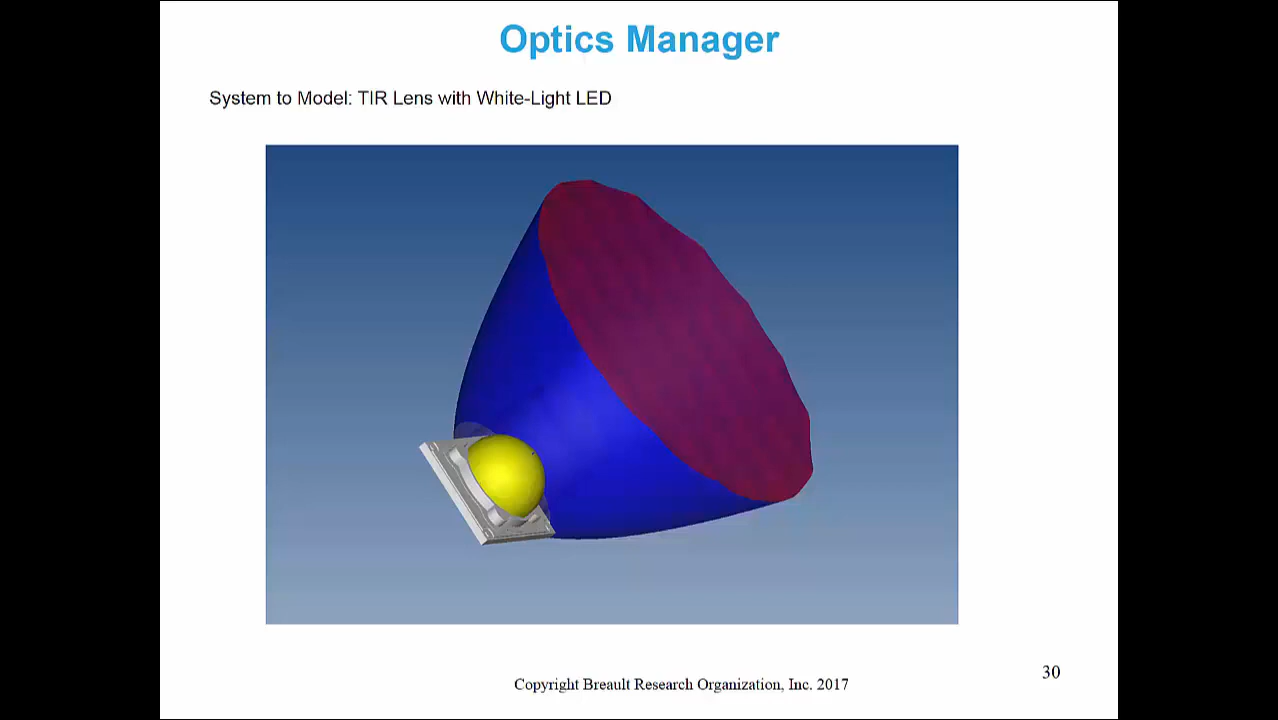 Optics Manager
System to Model: TIR Lens with White-Light LED
30
Copyright Breault Research Organization, Inc. 2017